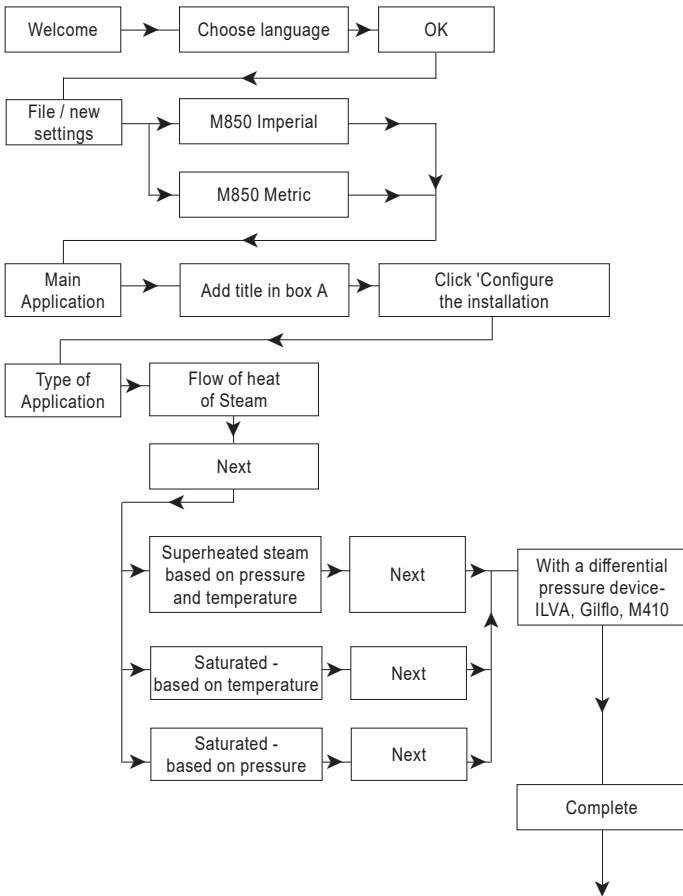 Welcome
Choose language
OK
File / new
settings
M850 Imperial
M850 Metric
Main
Application
Add title in box A
Click 'Configure
the installation
Type of
Application
Flow of heat
of Steam
Next
Superheated steam
based on pressure
and temperature
Next
With a differential
pressure device-
ILVA, Gilflo, M410
Saturated -
based on temperature
Next
Saturated -
based on pressure
Next
Complete